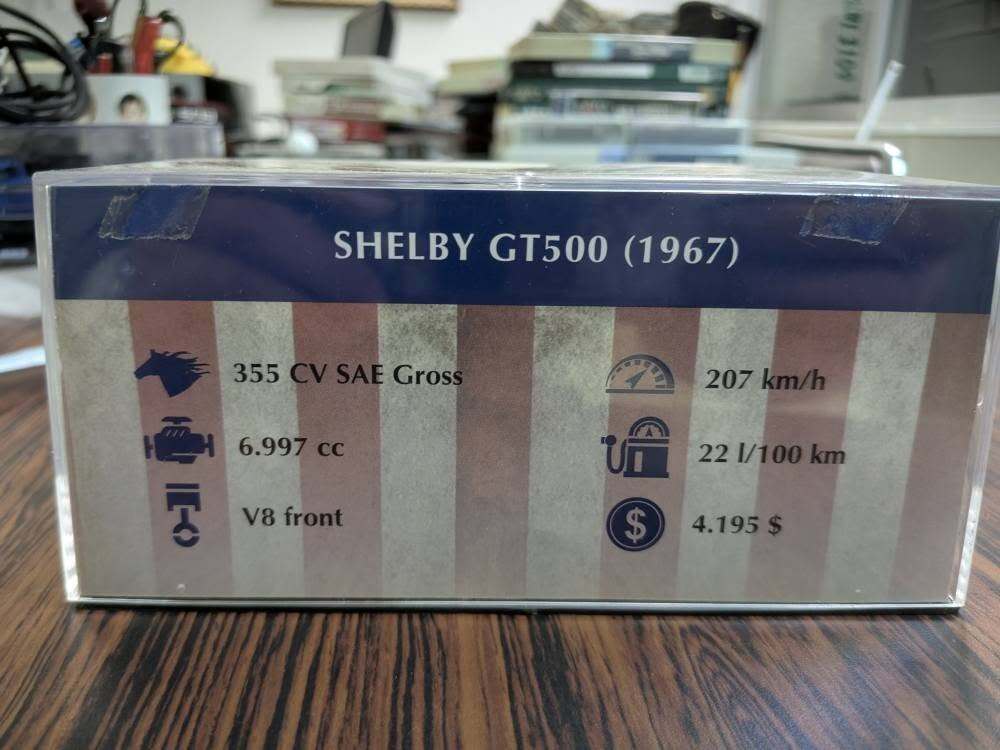 SHELBY GT500 (1967)
355 CV SAE Gross
6.997 cc
V8 front
207 km/h
22 l/100 km
$
4.195 $